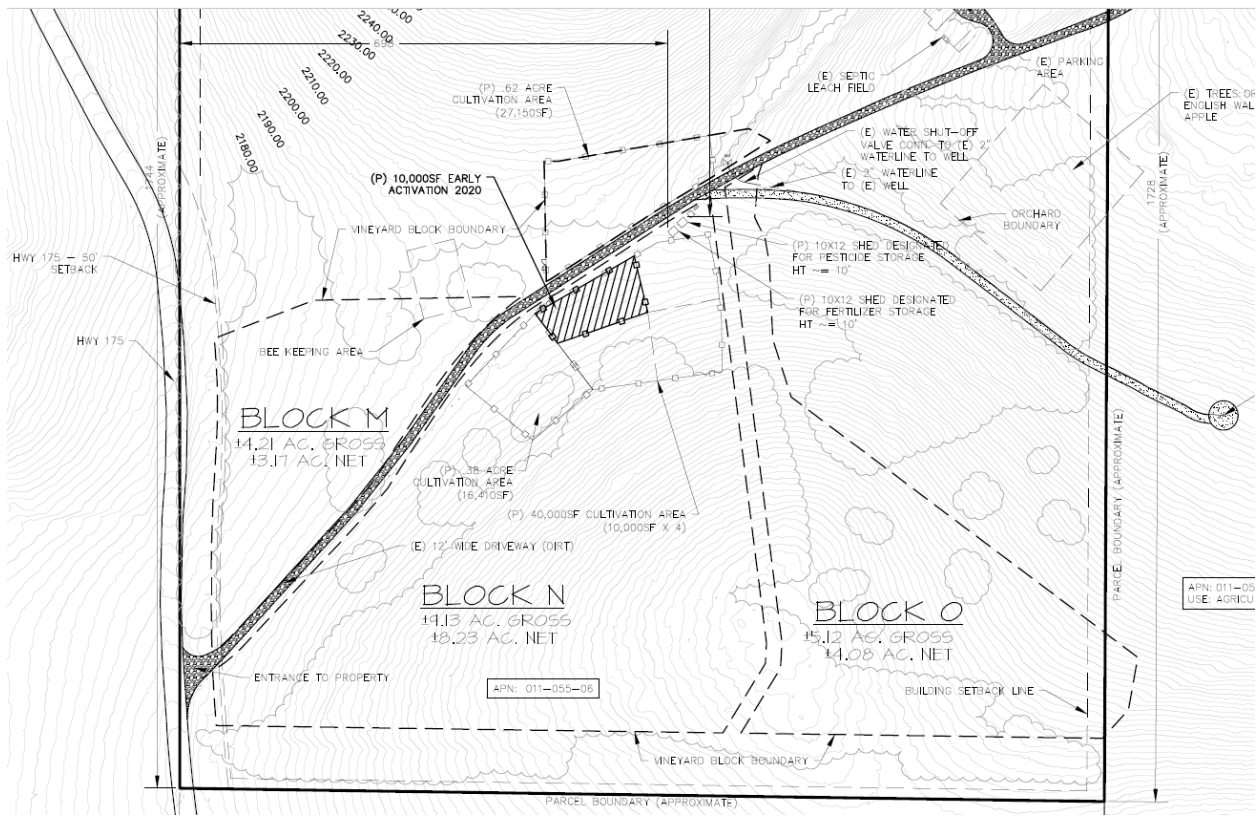 2240.00
2230.00
2220.00
2210.00
2200.00
2190.00
2180.00
698
1744
(APPROXIMATE)
(P) .62 ACRE
CULTIVATION AREA
(27,150SF)
(P) 10,000SF EARLY
ACTIVATION 2020
VINEYARD BLOCK BOUNDARY
HWY 175 - 50'
SETBACK
HWY 175
BEE KEEPING AREA
(E) SEPTIC
LEACH FIELD
(E) PARKING
AREA
(E) TREES:
ENGLISH
APPLE
(E) WATER SHUT-OFF
VALVE CONN. TO (E) 2"
WATERLINE TO WELL
(E) 2" WATERLINE
TO (E) WELL
ORCHARD
BOUNDARY
1728
(APPROXIMATE)
(P) 10X12 SHED DESIGNATED
FOR PESTICIDE STORAGE
HT ~= 10'
(P) 10X12 SHED DESIGNATED
FOR FERTILIZER STORAGE
HT ~= 10'
BLOCK M
±4.21 AC. GROSS
±3.17 AC. NET
(P) .38 ACRE
CULTIVATION AREA
(16,410SF)
(P) 40,000SF CULTIVATION AREA
(10,000SF X 4)
(E) 12' WIDE DRIVEWAY (DIRT)
BLOCK N
±9.13 AC. GROSS
±8.23 AC. NET
BLOCK O
±5.12 AC. GROSS
±4.08 AC. NET
PARCEL BOUNDARY (APPROXIMATE)
APN: 011-05
USE: AGRICU
ENTRANCE TO PROPERTY
APN: 011-055-06
BUILDING SETBACK LINE
VINEYARD BLOCK BOUNDARY
PARCEL BOUNDARY (APPROXIMATE)